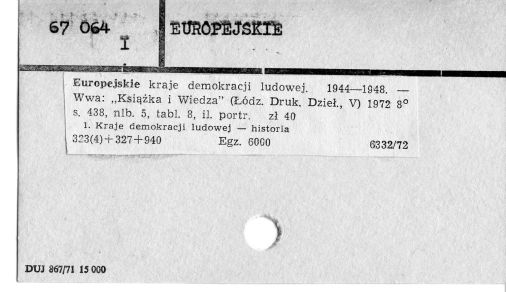 67 064
I
EUROPEJSKIE
Europejskie kraje demokracji ludowej. 1944—1948. —
Wwa: „Książka i Wiedza" (Łódz. Druk. Dzieł., V) 1972 8°
s. 438, nlb. 5, tabl. 8, il. portr. zł 40
1. Kraje demokracji ludowej — historia
323(4)+327+940 Egz. 6000 6332/72
DUJ 867/71 15 000